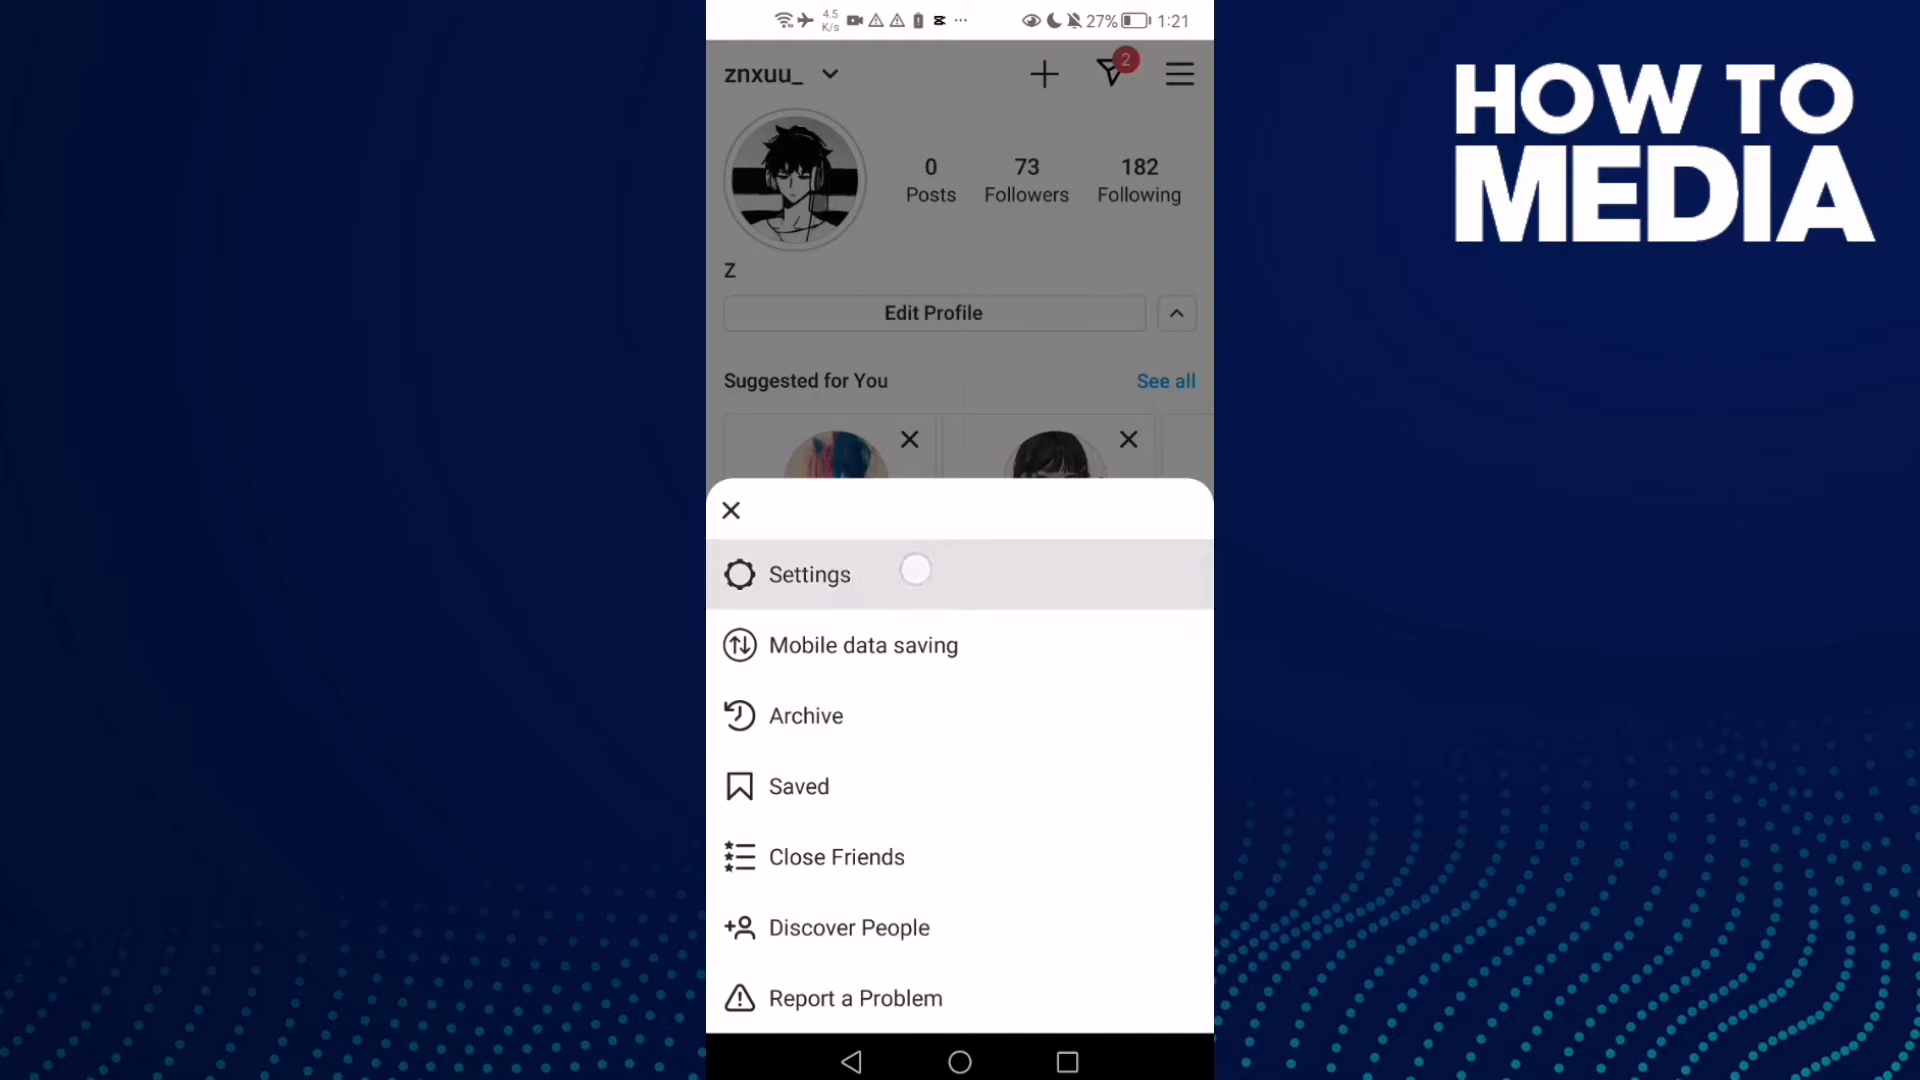 4.5
K/s
27%
1:21
znxuu_
2
0
73
182
Posts
Followers
Following
Z
Edit Profile
Suggested for You
See all
Settings
Mobile data saving
Archive
Saved
Close Friends
Discover People
Report a Problem
HOW TO
MEDIA